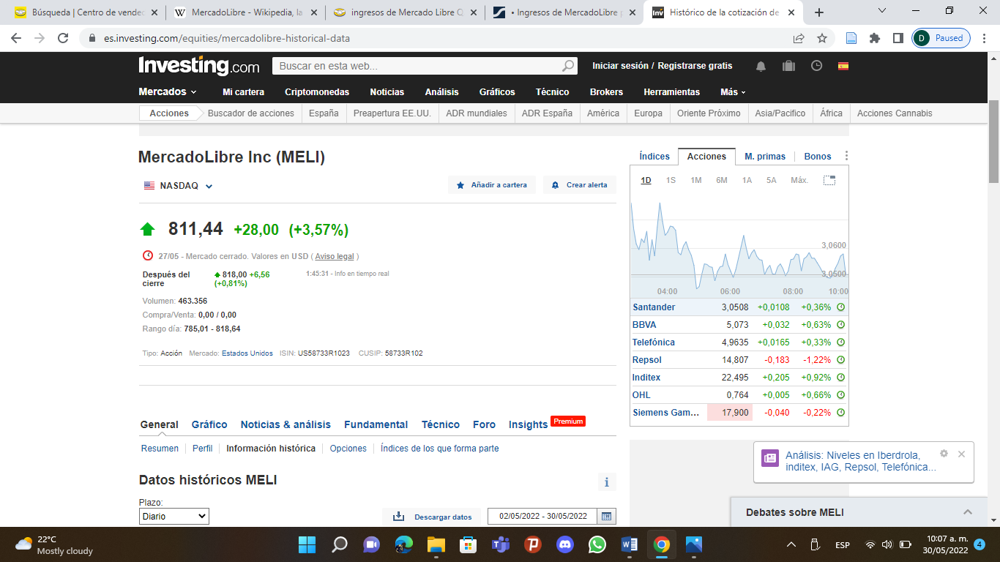 Búsqueda | Centro de vended
MercadoLibre - Wikipedia, la
ingresos de Mercado Libre Q
• Ingresos de MercadoLibre p
Inv
Histórico de la cotización de
es.investing.com/equities/mercadolibre-historical-data
D Paused
Investing.com
Buscar en esta web...
Iniciar sesión / Registrarse gratis
Mercados Mi cartera Criptomonedas Noticias Análisis Gráficos Técnico Brokers Herramientas Más
Acciones Buscador de acciones España Preapertura EE.UU. ADR mundiales ADR España América Europa Oriente Próximo Asia/Pacifico África Acciones Cannabis
MercadoLibre Inc (MELI)
NASDAQ
Añadir a cartera
Crear alerta
811,44 +28,00 (+3,57%)
27/05 - Mercado cerrado. Valores en USD ( Aviso legal )
Después del cierre
818,00 +6,56
(+0,81%)
1:45:31 - Info en tiempo real
Volumen: 463.356
Compra/Venta: 0,00 / 0,00
Rango día: 785,01 - 818,64
Tipo: Acción Mercado: Estados Unidos ISIN: US58733R1023 CUSIP: 58733R102
General Gráfico Noticias & análisis Fundamental Técnico Foro Insights Premium
Resumen Perfil Información histórica Opciones Índices de los que forma parte
Datos históricos MELI
i
Plazo:
Diario
Descargar datos
02/05/2022 - 30/05/2022
Índices Acciones M. primas Bonos
1D 1S 1M 6M 1A 5A Máx.
3,0600
3,0500
04:00 06:00 08:00 10:00
Santander 3,0508 +0,0108 +0,36%
BBVA 5,073 +0,032 +0,63%
Telefónica 4,9635 +0,0165 +0,33%
Repsol 14,807 -0,183 -1,22%
Inditex 22,495 +0,205 +0,92%
OHL 0,764 +0,005 +0,66%
Siemens Gam... 17,900 -0,040 -0,22%
Análisis: Niveles en Iberdrola,
inditex, IAG, Repsol, Telefónica...
Debates sobre MELI
22°C
Mostly cloudy
ESP
10:07 a. m.
30/05/2022
4